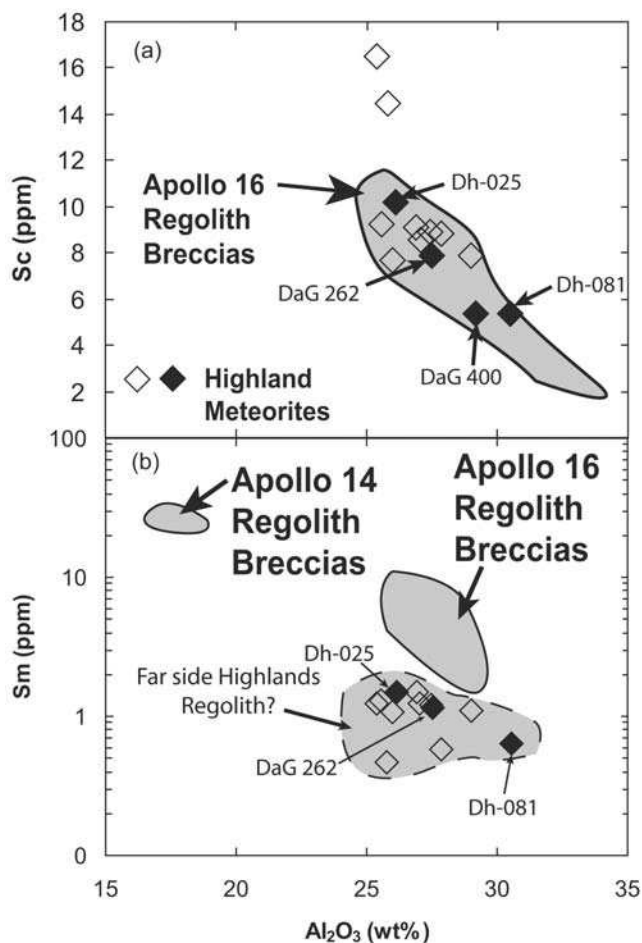 (a)
18
16
14
12
10
8
6
4
2
Sc (ppm)
Apollo 16
Regolith
Breccias
Dh-025
DaG 262
Dh-081
DaG 400
Highland
Meteorites
(b)
100
10
1
0
Sm (ppm)
Apollo 14
Regolith
Breccias
Apollo 16
Regolith
Breccias
Dh-025
Far side Highlands
Regolith?
DaG 262
Dh-081
15 20 25 30 35
Al₂O₃ (wt%)